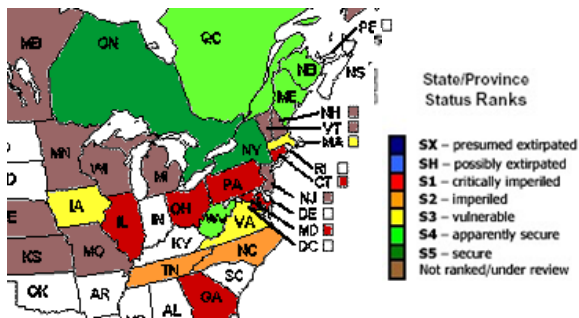 MB
ON
QC
PE
NB
NS
ME
NH
VT
MA
MN
WI
MI
NY
RI
CT
PA
NJ
IA
IL
IN
OH
WV
VA
DE
MD
DC
KS
MO
KY
TN
NC
OK
AR
SC
AL
GA
State/Province
Status Ranks
SX – presumed extirpated
SH – possibly extirpated
S1 – critically imperiled
S2 – imperiled
S3 – vulnerable
S4 – apparently secure
S5 – secure
Not ranked/under review